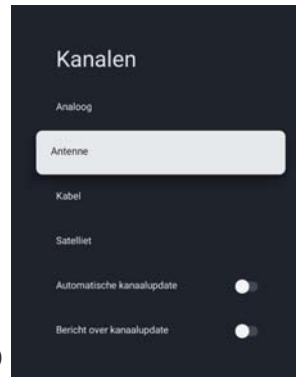 Kanalen
Analoog
Antenne
Kabel
Satelliet
Automatische kanaalupdate
Bericht over kanaalupdate
)